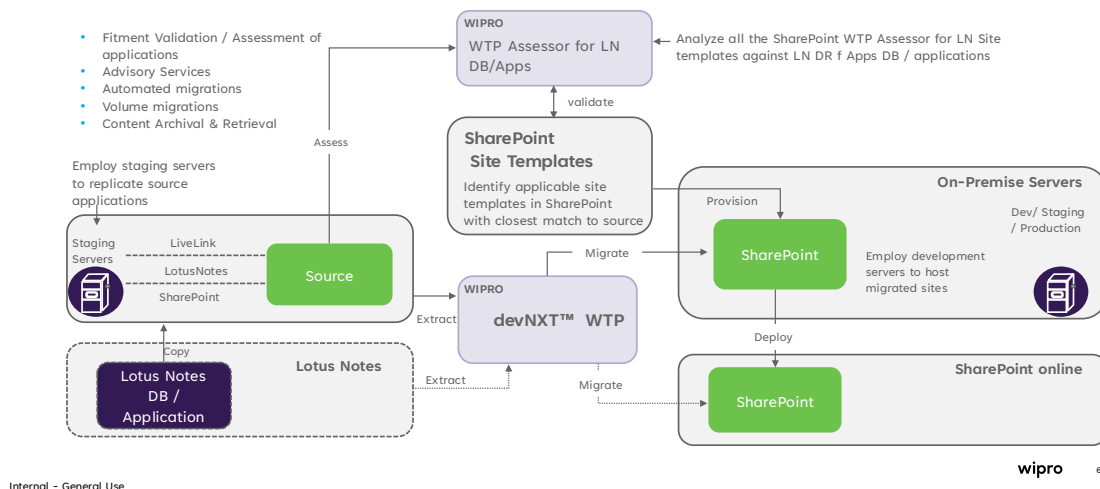 Fitment Validation / Assessment of
applications
Advisory Services
Automated migrations
Volume migrations
Content Archival & Retrieval
WIPRO
WTP Assessor for LN
DB/Apps
Analyze all the SharePoint WTP Assessor for LN Site
templates against LN DR f Apps DB / applications
validate
Assess
SharePoint
Site Templates
Identify applicable site
templates in SharePoint
with closest match to source
Employ staging servers
to replicate source
applications
Staging
Servers
LiveLink
LotusNotes
SharePoint
Source
Provision
On-Premise Servers
Dev/ Staging
/ Production
SharePoint
Employ development
servers to host
migrated sites
Migrate
WIPRO
devNXT™ WTP
Extract
Copy
Lotus Notes
Lotus Notes
DB /
Application
Extract
Migrate
Deploy
SharePoint online
SharePoint
wipro
Internal - General Use